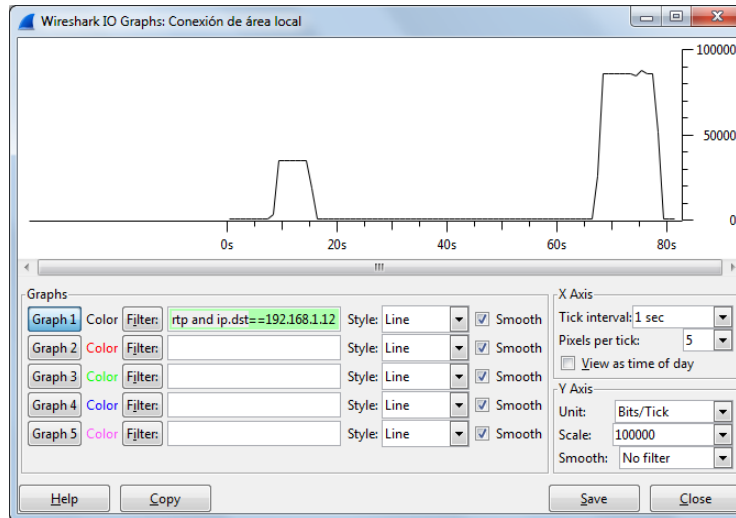 Wireshark IO Graphs: Conexión de área local
100000
50000
0
0s 20s 40s 60s 80s
Graphs
Graph 1 Color Filter: rtp and ip.dst==192.168.1.12 Style: Line Smooth
Graph 2 Color Filter: Style: Line Smooth
Graph 3 Color Filter: Style: Line Smooth
Graph 4 Color Filter: Style: Line Smooth
Graph 5 Color Filter: Style: Line Smooth
X Axis
Tick interval: 1 sec
Pixels per tick: 5
View as time of day
Y Axis
Unit: Bits/Tick
Scale: 100000
Smooth: No filter
Help Copy Save Close